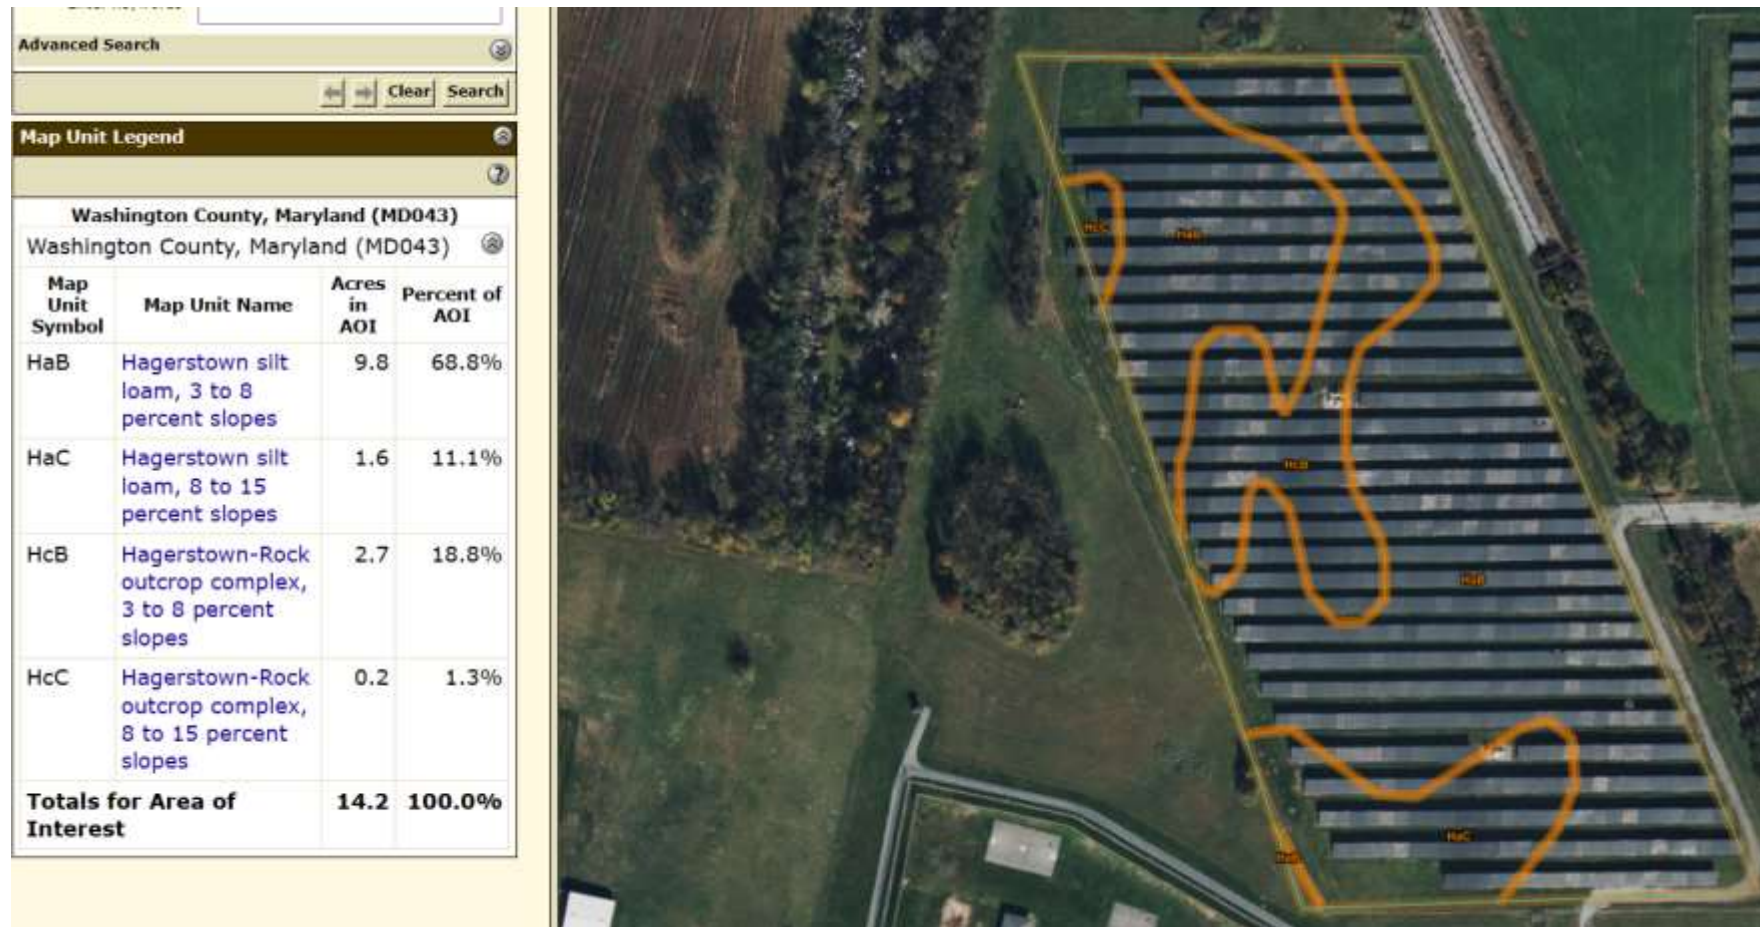 Advanced Search
Clear Search
Map Unit Legend
Washington County, Maryland (MD043)
Washington County, Maryland (MD043)
Map Unit Symbol Map Unit Name Acres in AOI Percent of AOI
HaB Hagerstown silt loam, 3 to 8 percent slopes 9.8 68.8%
HaC Hagerstown silt loam, 8 to 15 percent slopes 1.6 11.1%
HcB Hagerstown-Rock outcrop complex, 3 to 8 percent slopes 2.7 18.8%
HcC Hagerstown-Rock outcrop complex, 8 to 15 percent slopes 0.2 1.3%
Totals for Area of Interest 14.2 100.0%
HcC
HaB
HcB
HaB
HaC
HaB